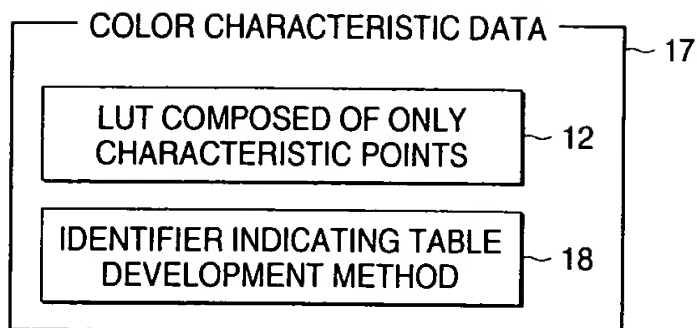 COLOR CHARACTERISTIC DATA
17
LUT COMPOSED OF ONLY
CHARACTERISTIC POINTS
12
IDENTIFIER INDICATING TABLE
DEVELOPMENT METHOD
18